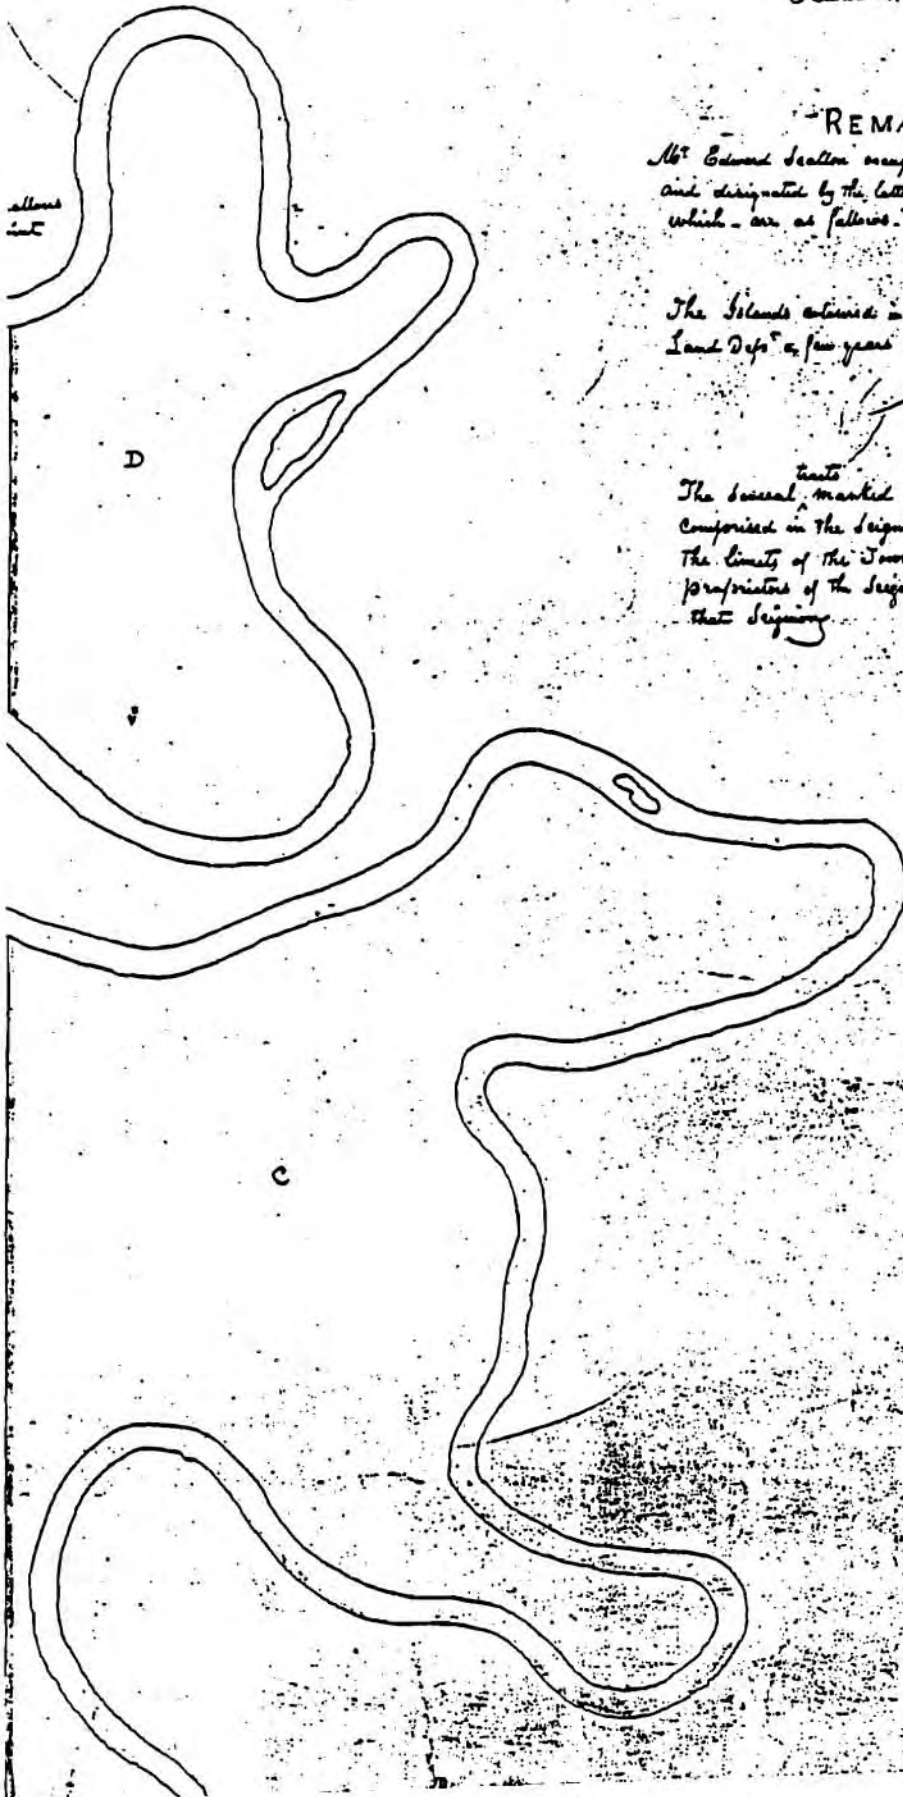 REMA
Mr Edward Scallon occup
and designated by the lett
which - are as follows -
allons
The Islands entered in
Land Dept a few years
D
tracts
The several marked
Comprised in The Seign
The limits of the Town
proprietors of the Seig
that Seigniory
C